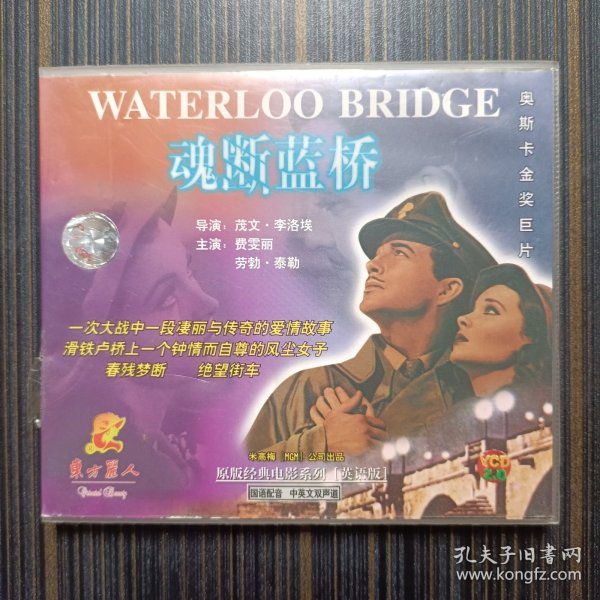 WATERLOO BRIDGE
魂断蓝桥
奥斯卡金奖巨片
导演：茂文·李洛埃
主演：费雯丽
劳勃·泰勒
一次大战中一段凄丽与传奇的爱情故事
滑铁卢桥上一个钟情而自尊的风尘女子
春残梦断 绝望街车
東方麗人
Oriental Beauty
米高梅［MGM］公司出品
原版经典电影系列［英语版］
国语配音 中英文双声道
VCD
2.0
孔夫子旧书网
www.kongfz.com